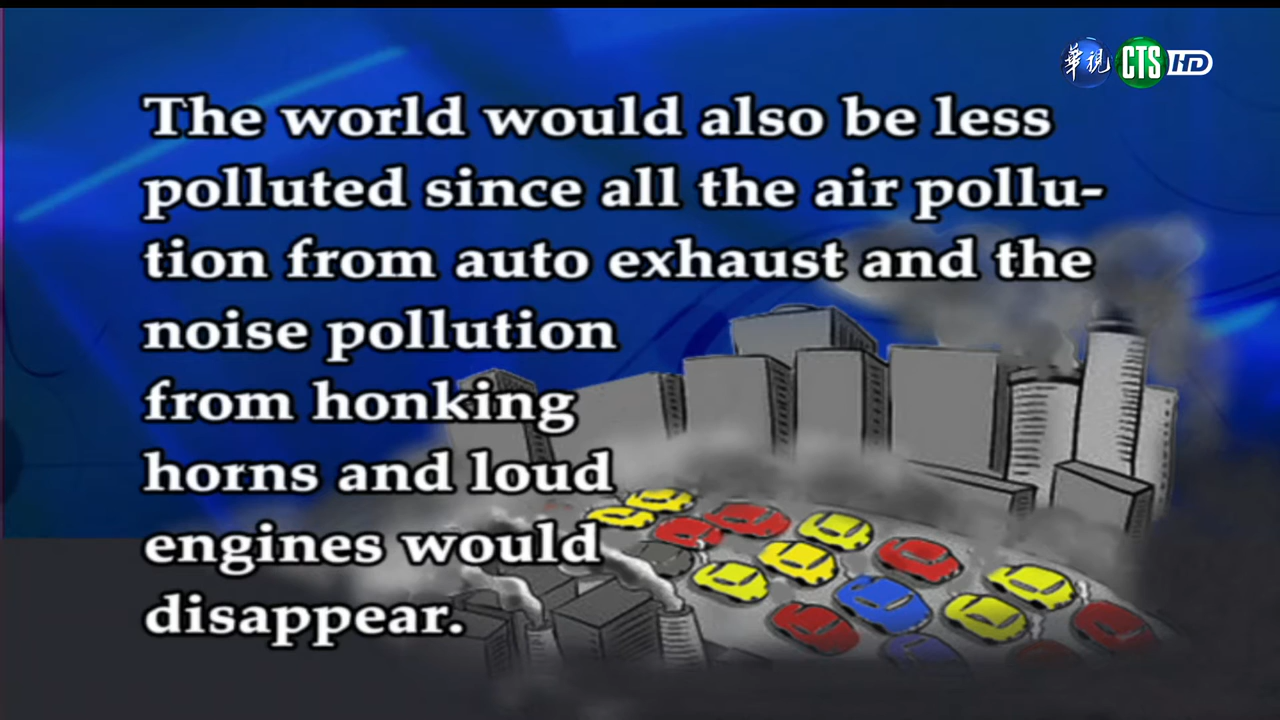 華視 CTS HD
The world would also be less
polluted since all the air pollu-
tion from auto exhaust and the
noise pollution
from honking
horns and loud
engines would
disappear.